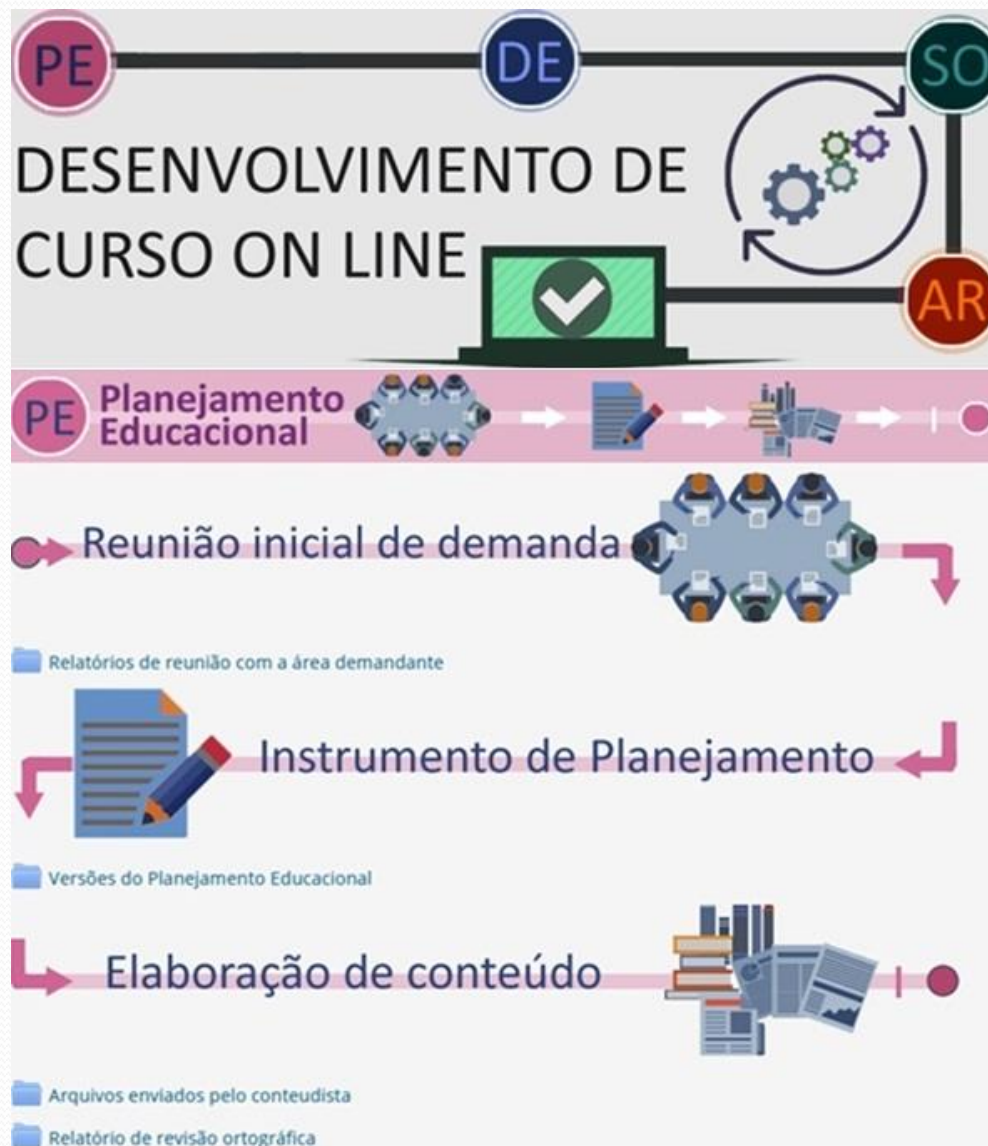 PE
DE
SO
DESENVOLVIMENTO DE
CURSO ON LINE
AR
PE
Planejamento
Educacional
Reunião inicial de demanda
Relatórios de reunião com a área demandante
Instrumento de Planejamento
Versões do Planejamento Educacional
Elaboração de conteúdo
Arquivos enviados pelo conteudista
Relatório de revisão ortográfica